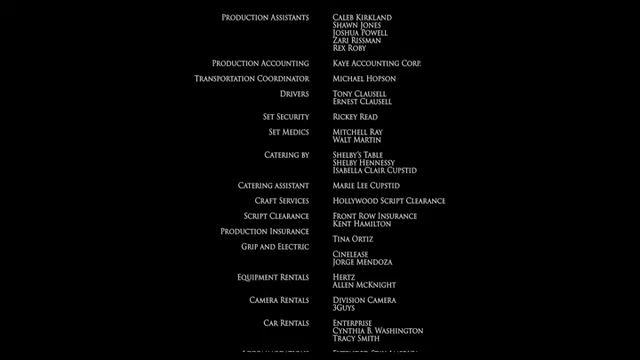 PRODUCTION ASSISTANTS CALEB KIRKLAND
SHAWN JONES
JOSHUA POWELL
ZARI RISSMAN
REX ROBY
PRODUCTION ACCOUNTING KAYE ACCOUNTING CORP.
TRANSPORTATION COORDINATOR MICHAEL HOPSON
DRIVERS TONY CLAUSELL
ERNEST CLAUSELL
SET SECURITY RICKEY READ
SET MEDICS MITCHELL RAY
WALT MARTIN
CATERING BY SHELBY'S TABLE
SHELBY HENNESSY
ISABELLA CLAIR CUPSTID
CATERING ASSISTANT MARIE LEE CUPSTID
CRAFT SERVICES HOLLYWOOD SCRIPT CLEARANCE
SCRIPT CLEARANCE FRONT ROW INSURANCE
KENT HAMILTON
PRODUCTION INSURANCE
TINA ORTIZ
GRIP AND ELECTRIC
CINELEASE
JORGE MENDOZA
EQUIPMENT RENTALS HERTZ
ALLEN MCKNIGHT
CAMERA RENTALS DIVISION CAMERA
3GUYS
CAR RENTALS ENTERPRISE
CYNTHIA B. WASHINGTON
TRACY SMITH